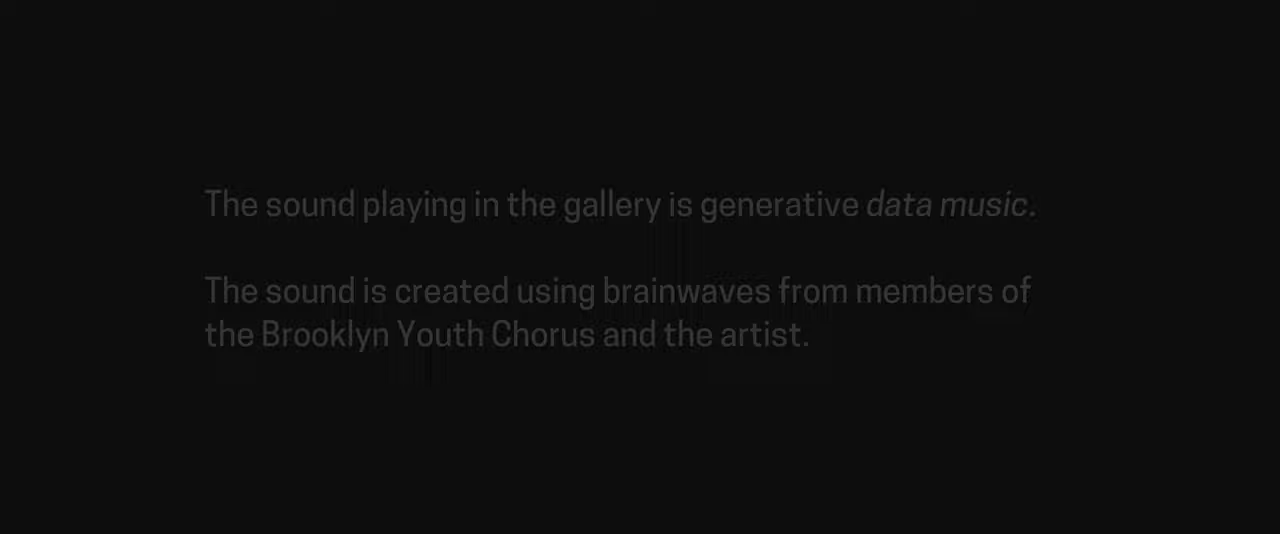 The sound playing in the gallery is generative data music.
The sound is created using brainwaves from members of
the Brooklyn Youth Chorus and the artist.